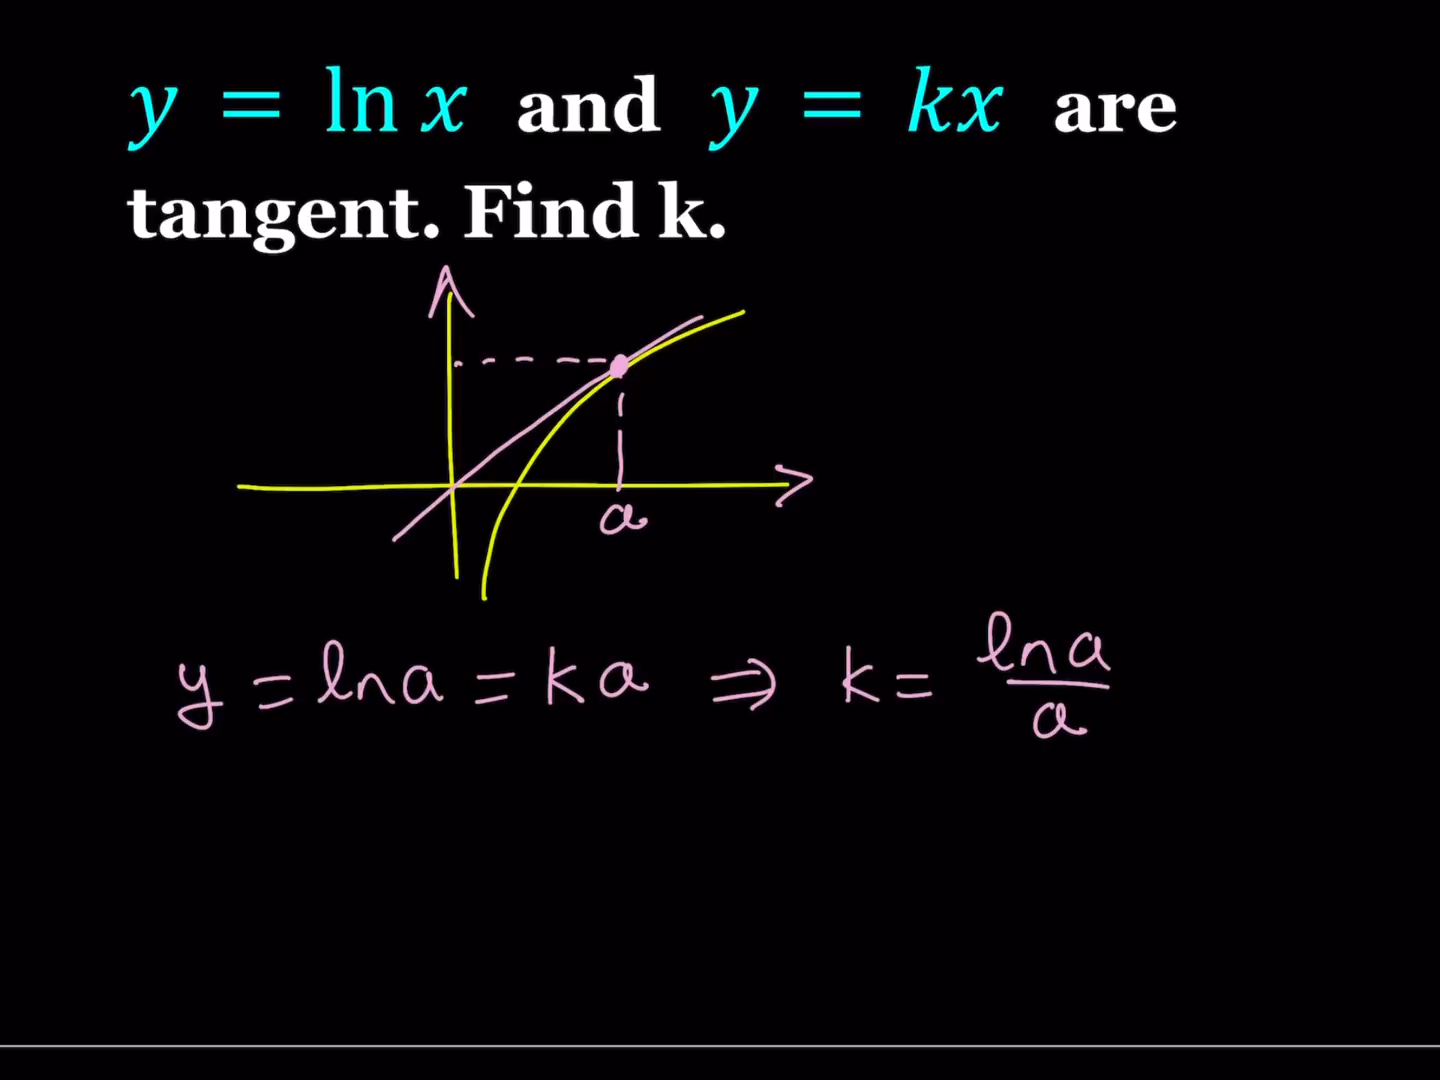 y = ln x and y = kx are
tangent. Find k.
a
y = ln a = ka ⇒ k = ln a / a